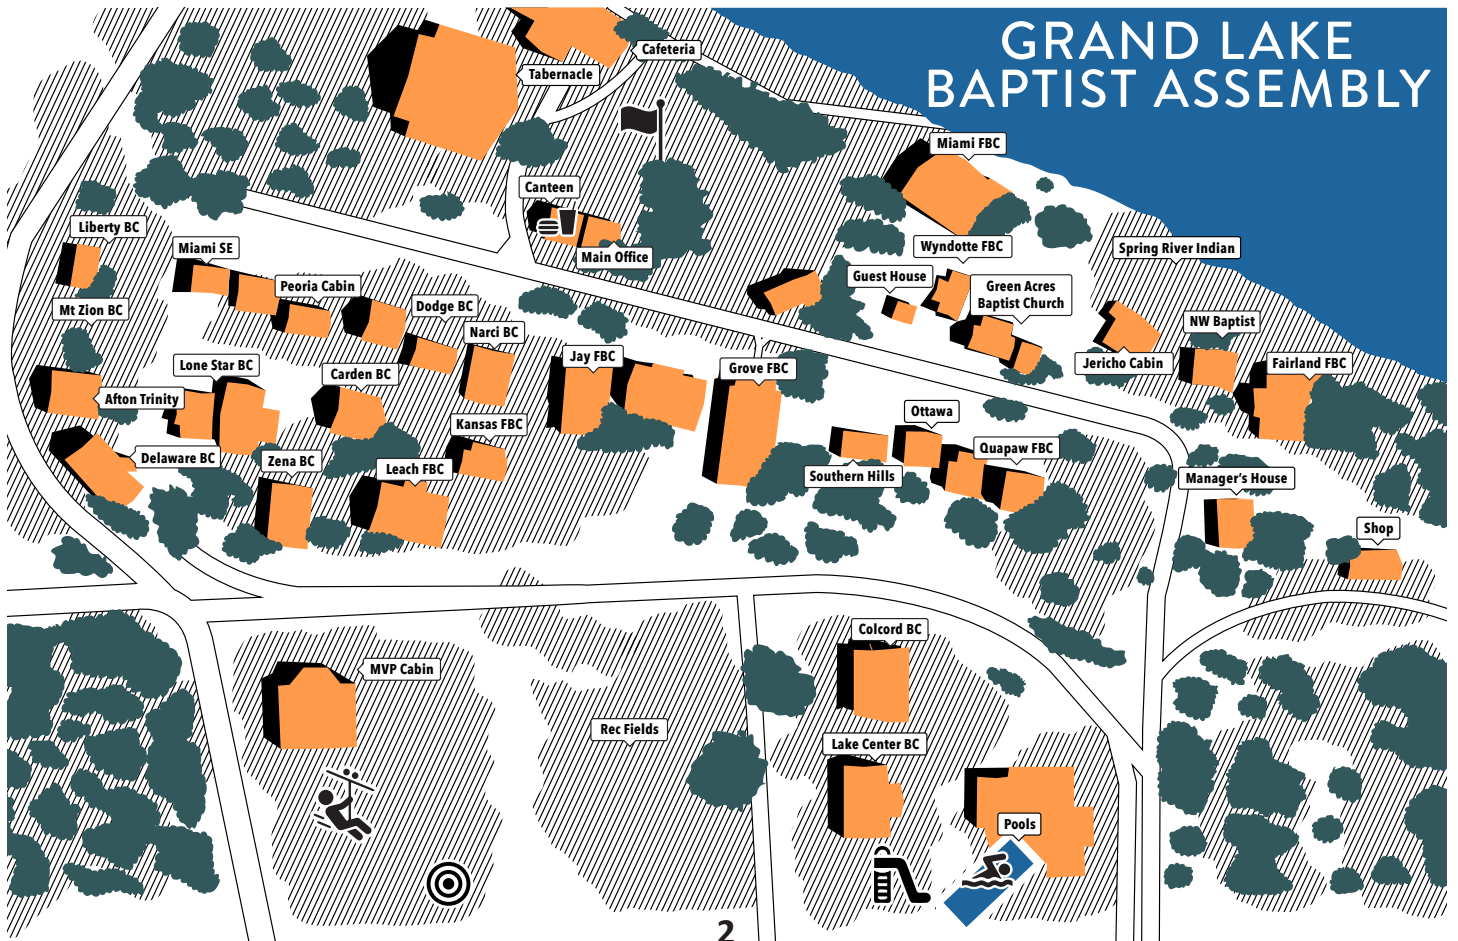 GRAND LAKE
BAPTIST ASSEMBLY
Cafeteria
Tabernacle
Miami FBC
Canteen
Liberty BC
Miami SE
Main Office
Wyndotte FBC
Spring River Indian
Guest House
Peoria Cabin
Green Acres
Baptist Church
Mt Zion BC
Dodge BC
Narci BC
NW Baptist
Lone Star BC
Carden BC
Jay FBC
Grove FBC
Jericho Cabin
Fairland FBC
Afton Trinity
Ottawa
Kansas FBC
Quapaw FBC
Delaware BC
Zena BC
Leach FBC
Southern Hills
Manager's House
Shop
Colcord BC
MVP Cabin
Rec Fields
Lake Center BC
Pools
2